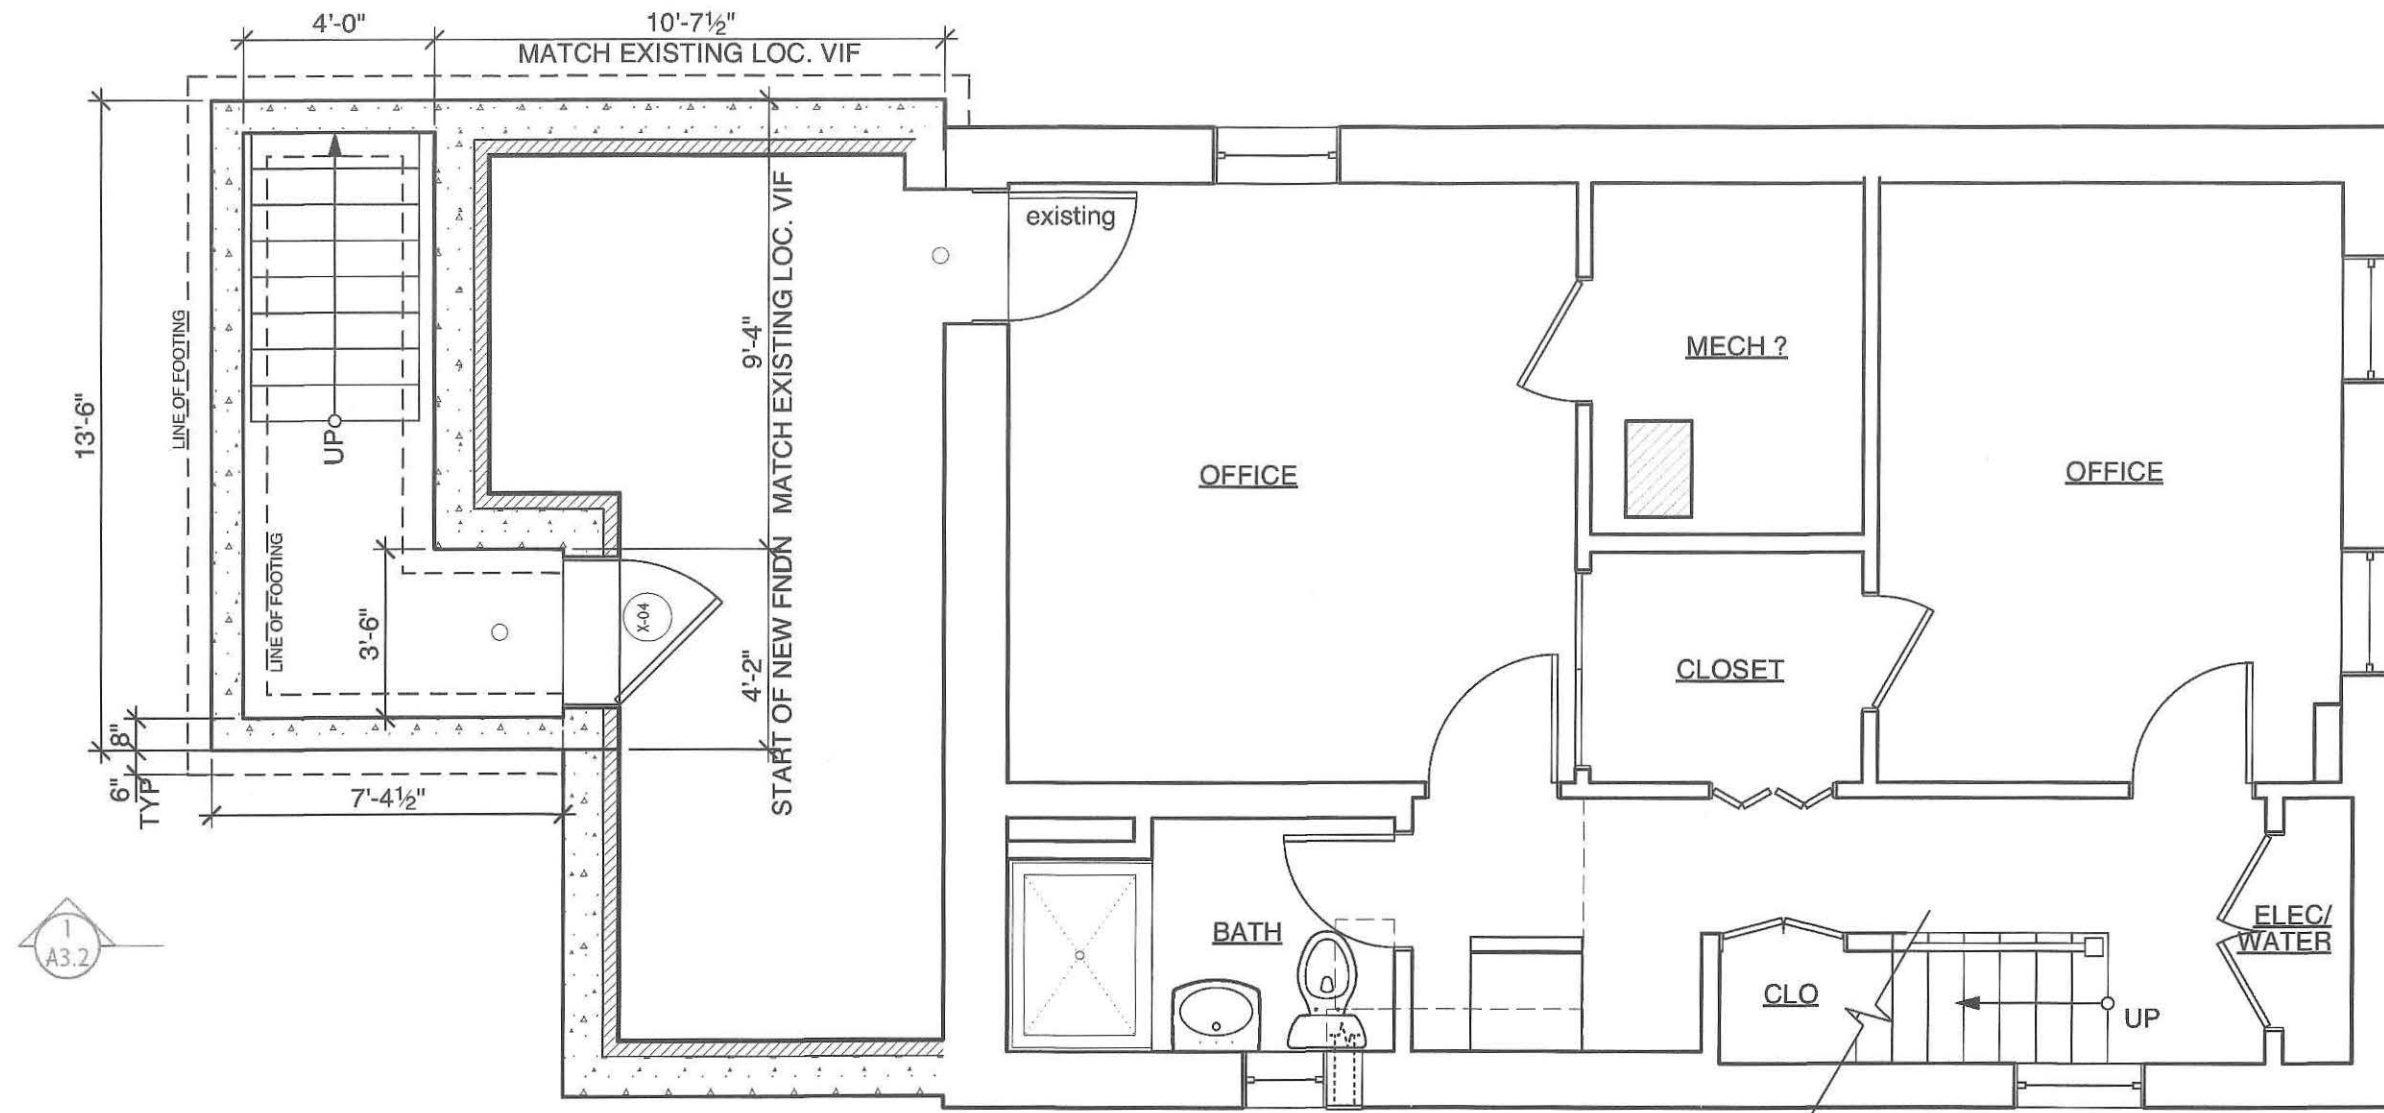 4'-0"
10'-7½"
MATCH EXISTING LOC. VIF
existing
13'-6"
LINE OF FOOTING
UP
LINE OF FOOTING
9'-4"
START OF NEW FNDN MATCH EXISTING LOC. VIF
4'-2"
3'-6"
X-04
8"
6"
TYP
7'-4½"
OFFICE
MECH ?
OFFICE
CLOSET
BATH
CLO
UP
ELEC/
WATER
1
A3.2